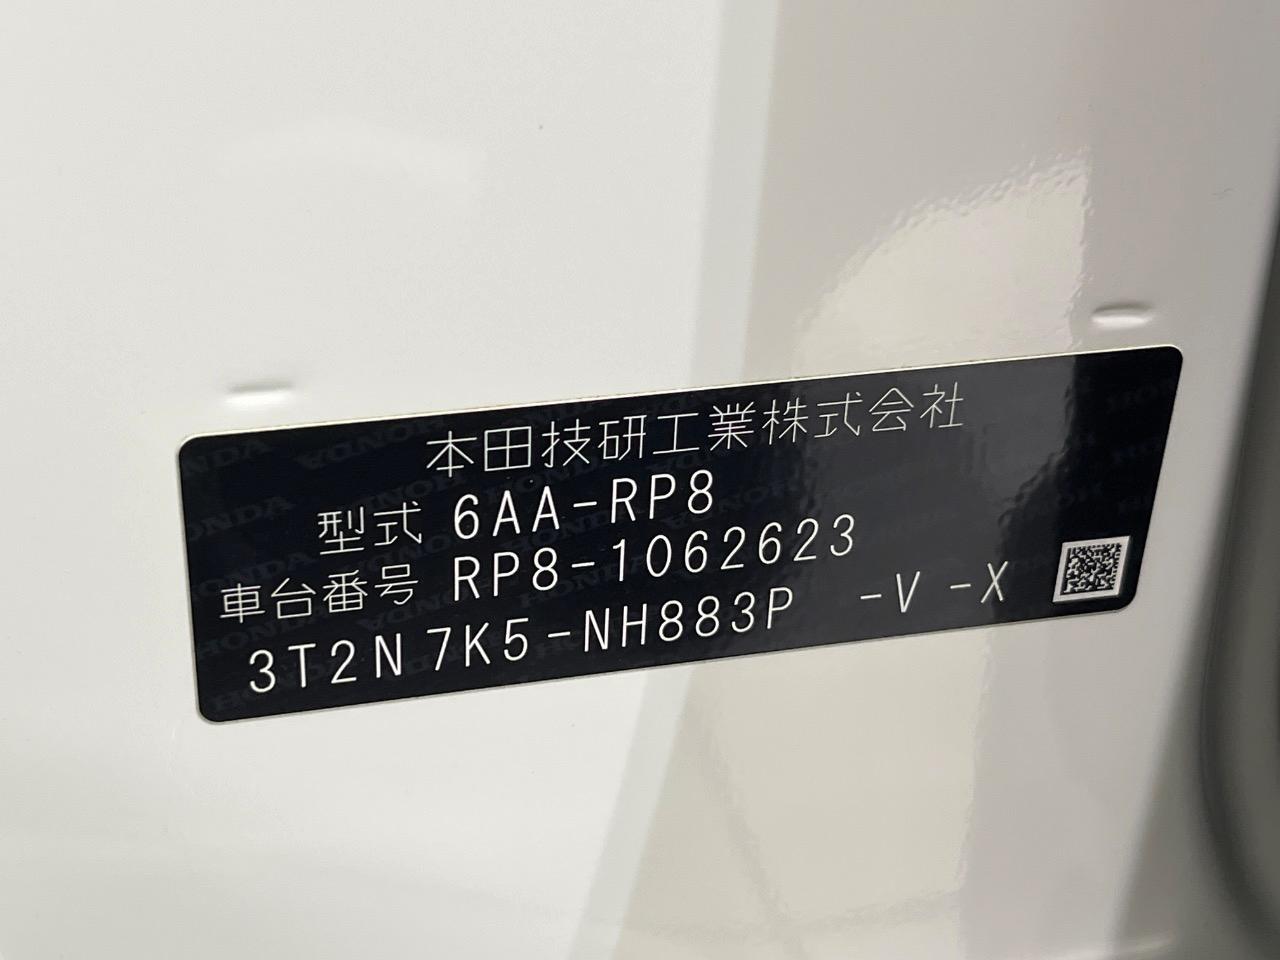 本田技研工業株式会社
型式 6AA-RP8
車台番号 RP8-1062623
3T2N7K5-NH883P -V -X